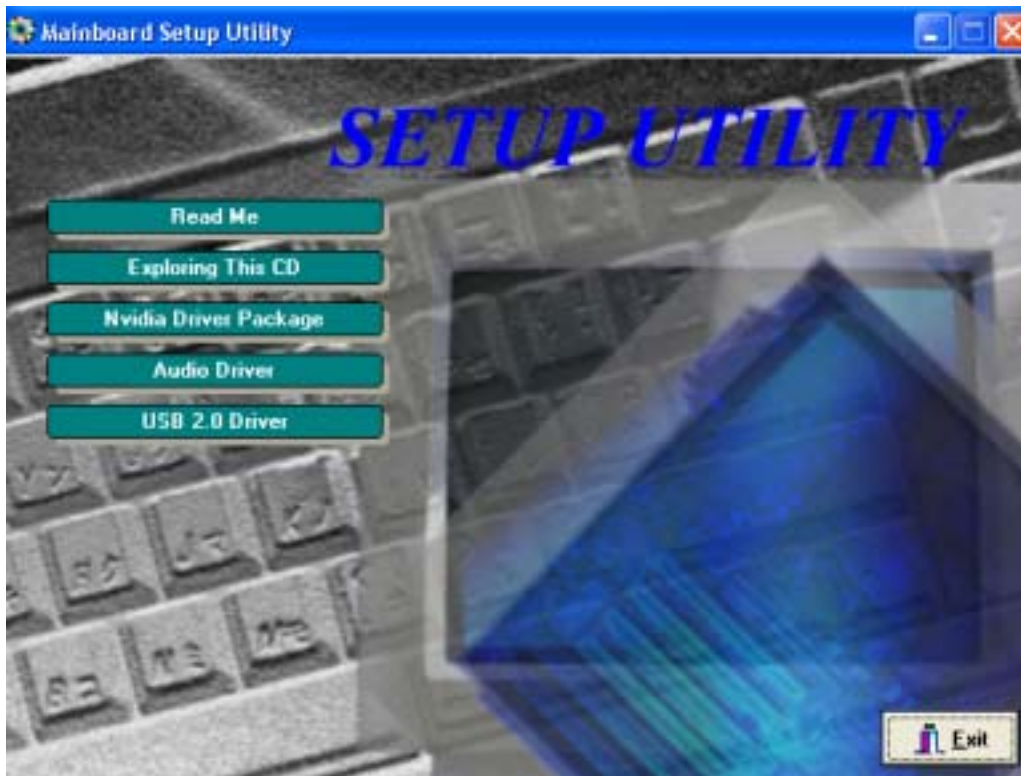 Mainboard Setup Utility
SETUP UTILITY
Read Me
Exploring This CD
Nvidia Driver Package
Audio Driver
USB 2.0 Driver
Exit